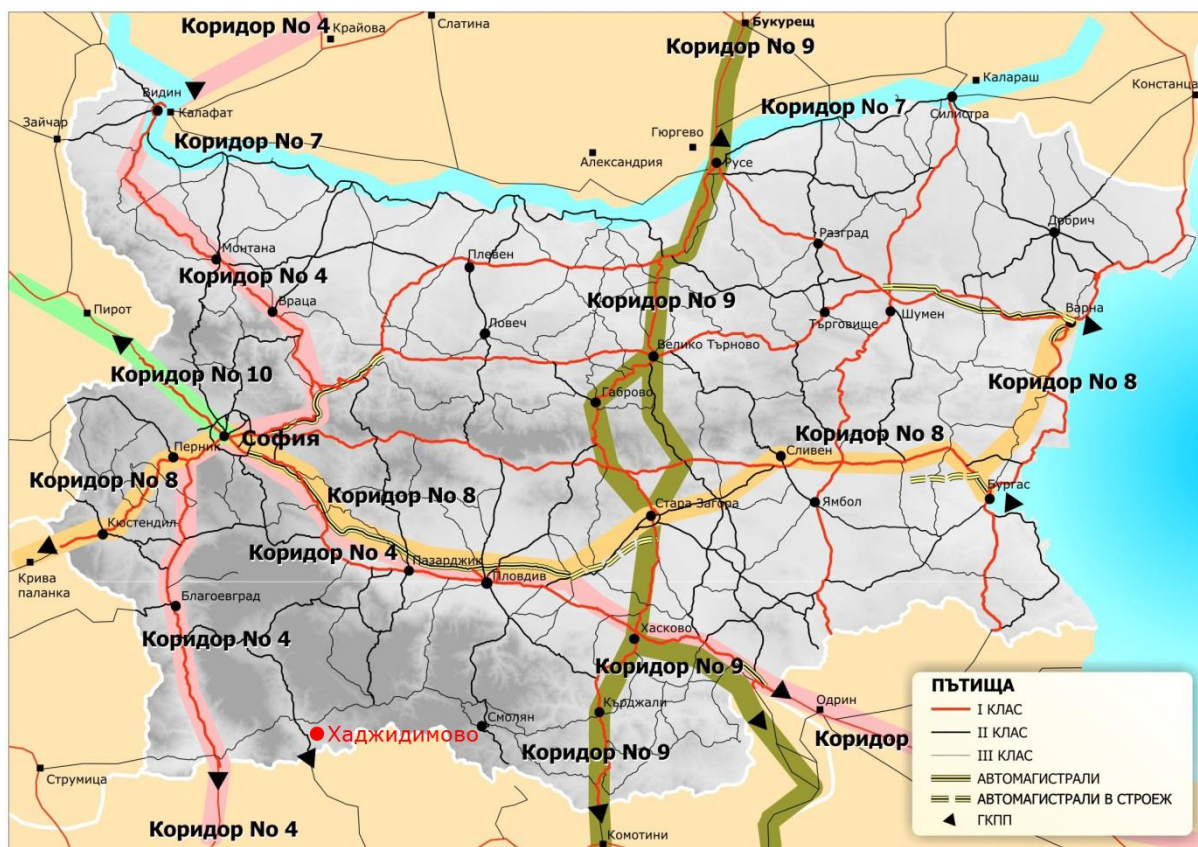 Коридор No 4
Крайова
Слатина
Букурещ
Коридор No 9
Калараш
Констанца
Видин
Калафат
Зайчар
Коридор No 7
Коридор No 7
Силистра
Гюргево
Александрия
Русе
Добрич
Разград
Монтана
Плевен
Коридор No 4
Враца
Коридор No 9
Пирот
Ловеч
Търговище
Шумен
Варна
Велико Търново
Коридор No 10
Габрово
Коридор No 8
София
Перник
Коридор No 8
Сливен
Коридор No 8
Коридор No 8
Бургас
Стара Загора
Ямбол
Кюстендил
Коридор No 4
Пазарджик
Пловдив
Крива
паланка
Благоевград
Коридор No 4
Хасково
Коридор No 9
Одрин
Кърджали
Смолян
Хаджидимово
Коридор
Коридор No 9
Струмица
Коридор No 4
Комотини
ПЪТИЩА
I КЛАС
II КЛАС
III КЛАС
АВТОМАГИСТРАЛИ
АВТОМАГИСТРАЛИ В СТРОЕЖ
ГКПП